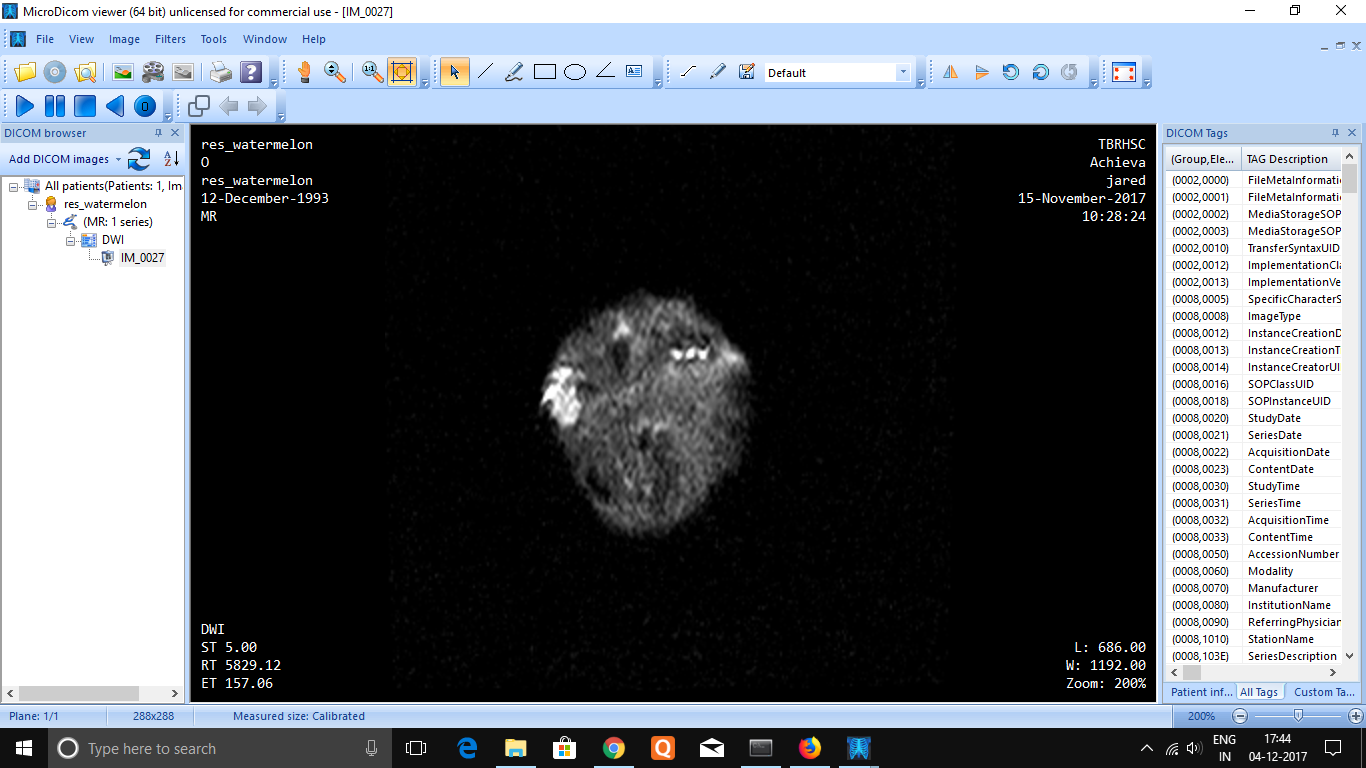 MicroDicom viewer (64 bit) unlicensed for commercial use - [IM_0027]
File View Image Filters Tools Window Help
1:1
Default
DICOM browser
Add DICOM images
A
Z
All patients(Patients: 1, Im
res_watermelon
(MR: 1 series)
DWI
IM_0027
res_watermelon
O
res_watermelon
12-December-1993
MR
TBRHSC
Achieva
jared
15-November-2017
10:28:24
DWI
ST 5.00
RT 5829.12
ET 157.06
L: 686.00
W: 1192.00
Zoom: 200%
DICOM Tags
(Group,Ele... TAG Description
(0002,0000) FileMetaInformati
(0002,0001) FileMetaInformati
(0002,0002) MediaStorageSOP
(0002,0003) MediaStorageSOP
(0002,0010) TransferSyntaxUID
(0002,0012) ImplementationCla
(0002,0013) ImplementationVe
(0008,0005) SpecificCharacterS
(0008,0008) ImageType
(0008,0012) InstanceCreationD
(0008,0013) InstanceCreationT
(0008,0014) InstanceCreatorUI
(0008,0016) SOPClassUID
(0008,0018) SOPInstanceUID
(0008,0020) StudyDate
(0008,0021) SeriesDate
(0008,0022) AcquisitionDate
(0008,0023) ContentDate
(0008,0030) StudyTime
(0008,0031) SeriesTime
(0008,0032) AcquisitionTime
(0008,0033) ContentTime
(0008,0050) AccessionNumber
(0008,0060) Modality
(0008,0070) Manufacturer
(0008,0080) InstitutionName
(0008,0090) ReferringPhysician
(0008,1010) StationName
(0008,103E) SeriesDescription
Patient inf... All Tags Custom Ta...
Plane: 1/1 288x288 Measured size: Calibrated 200%
Type here to search
ENG
IN
17:44
04-12-2017